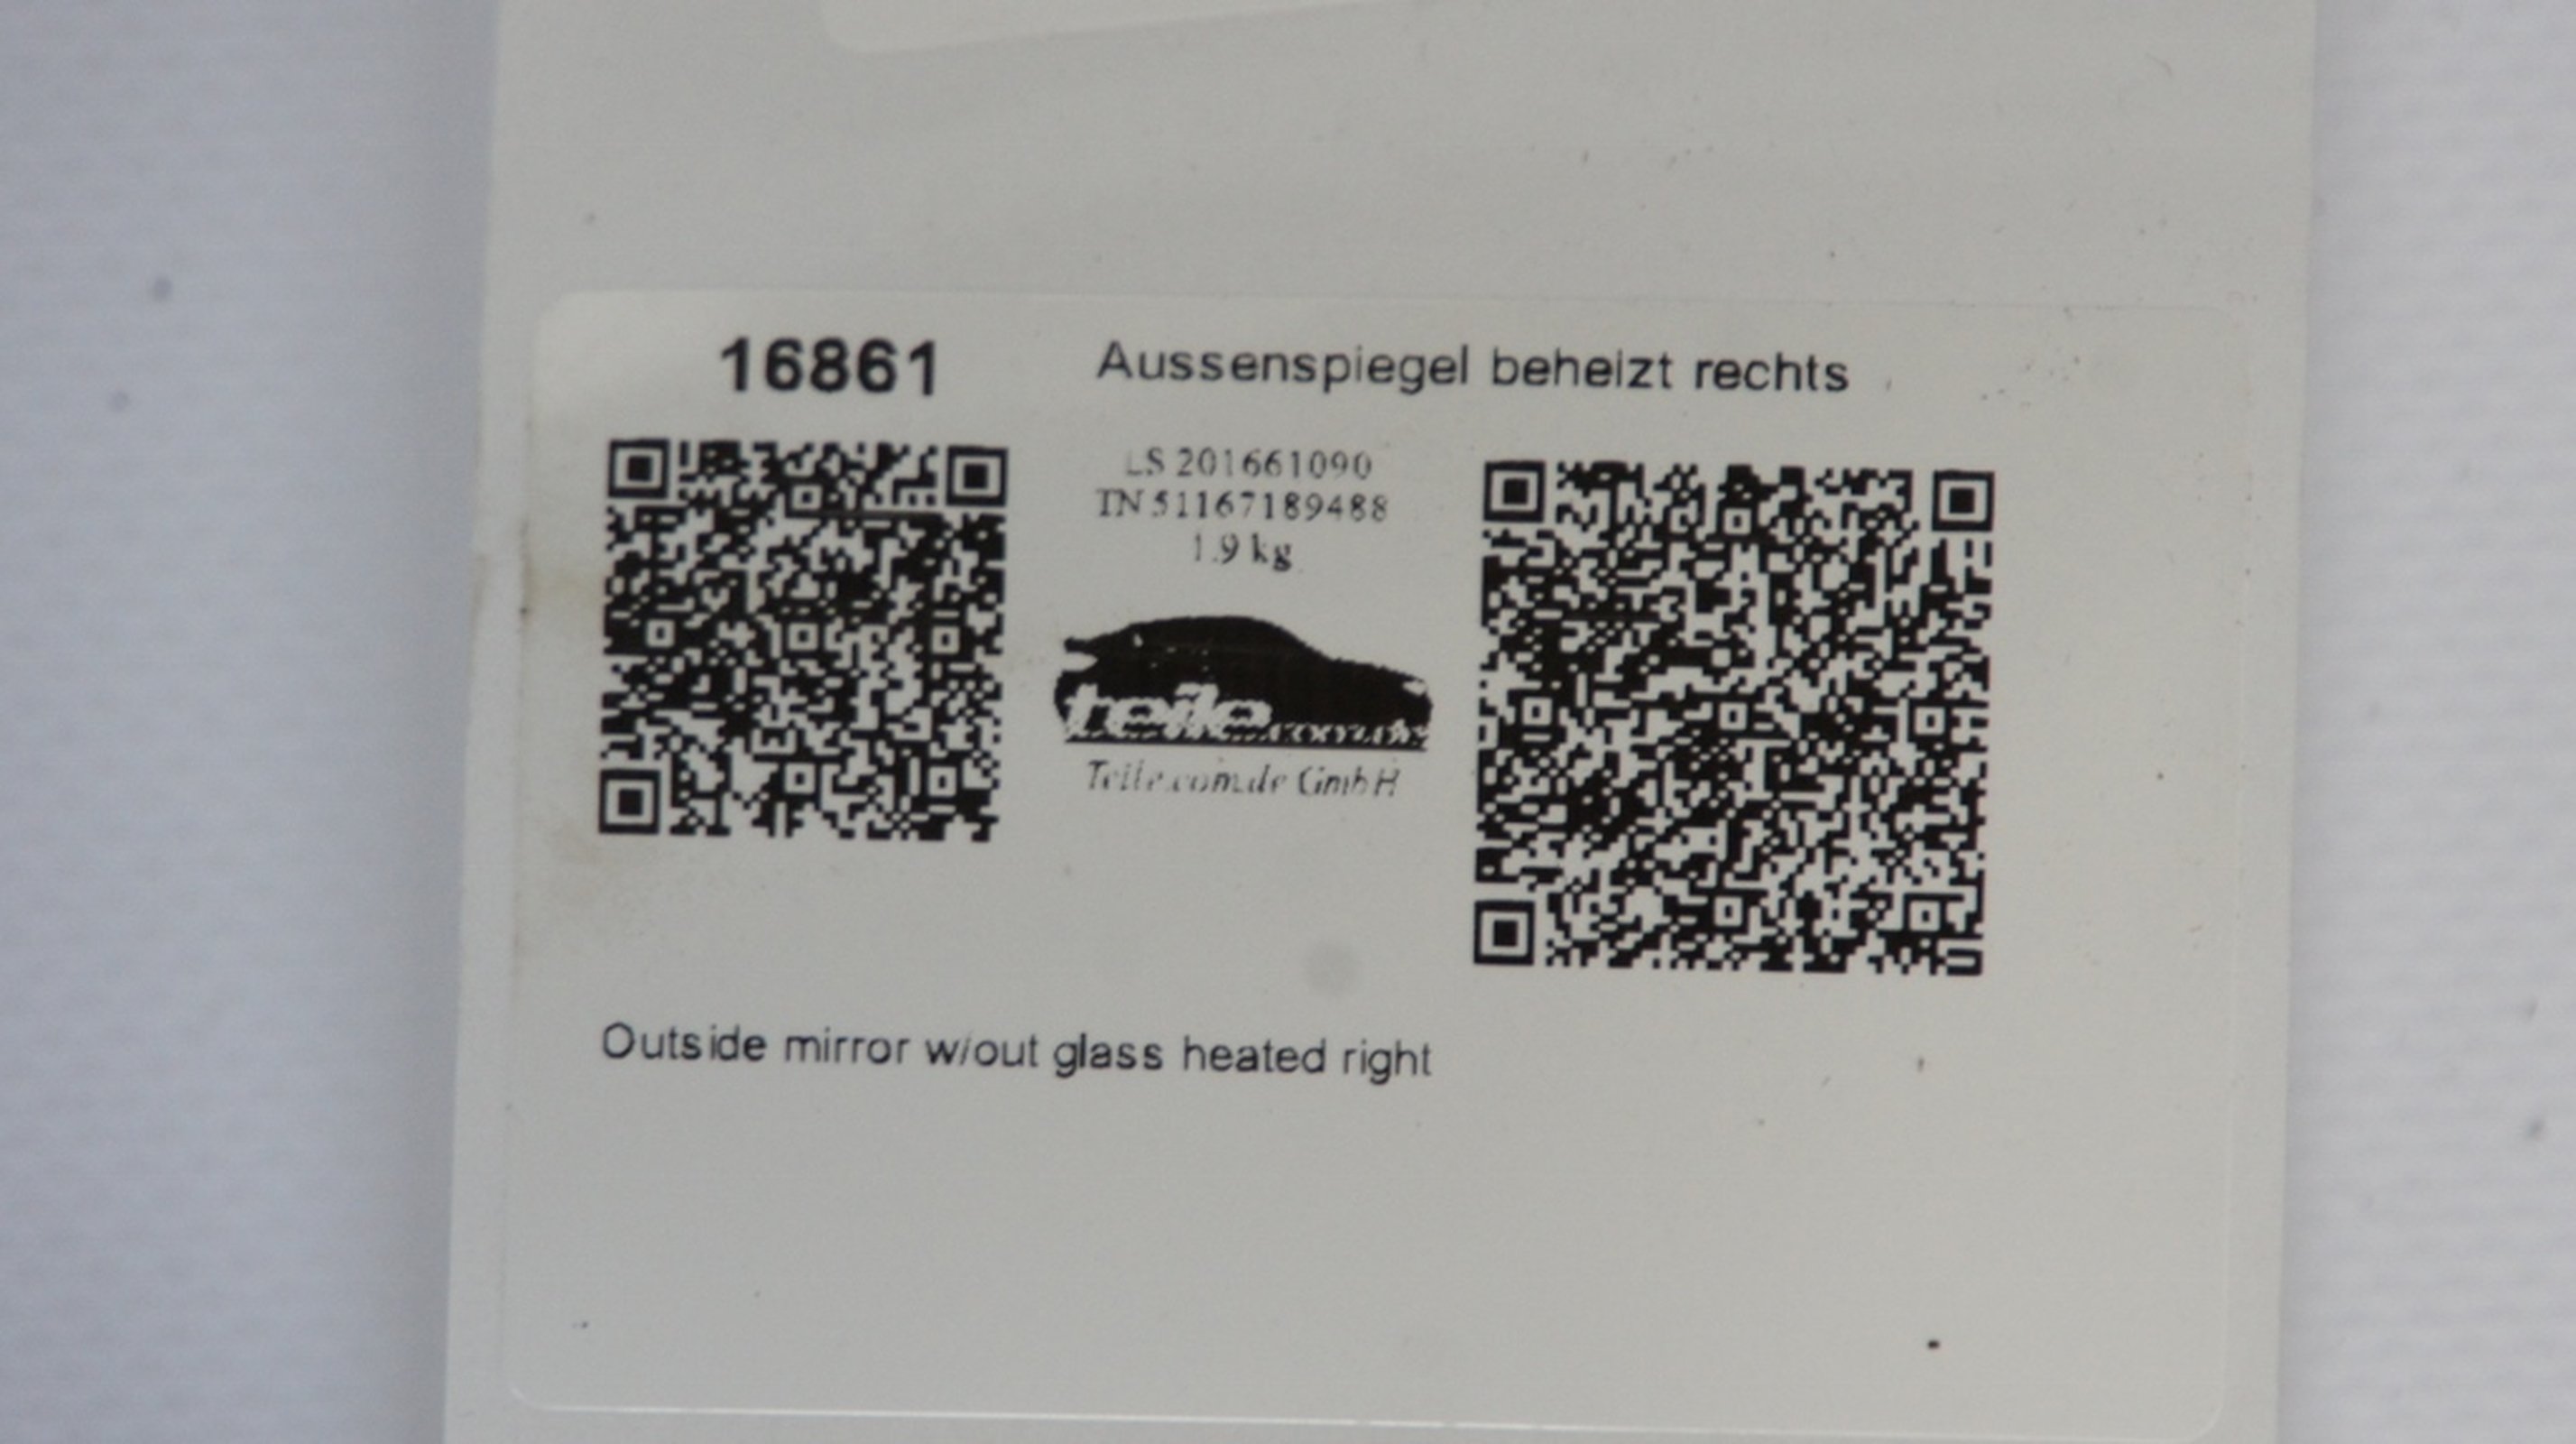 16861
Aussenspiegel beheizt rechts
LS 201661090
TN 51167189488
1.9 kg
teile
Teile.com.de GmbH
Outside mirror w/out glass heated right